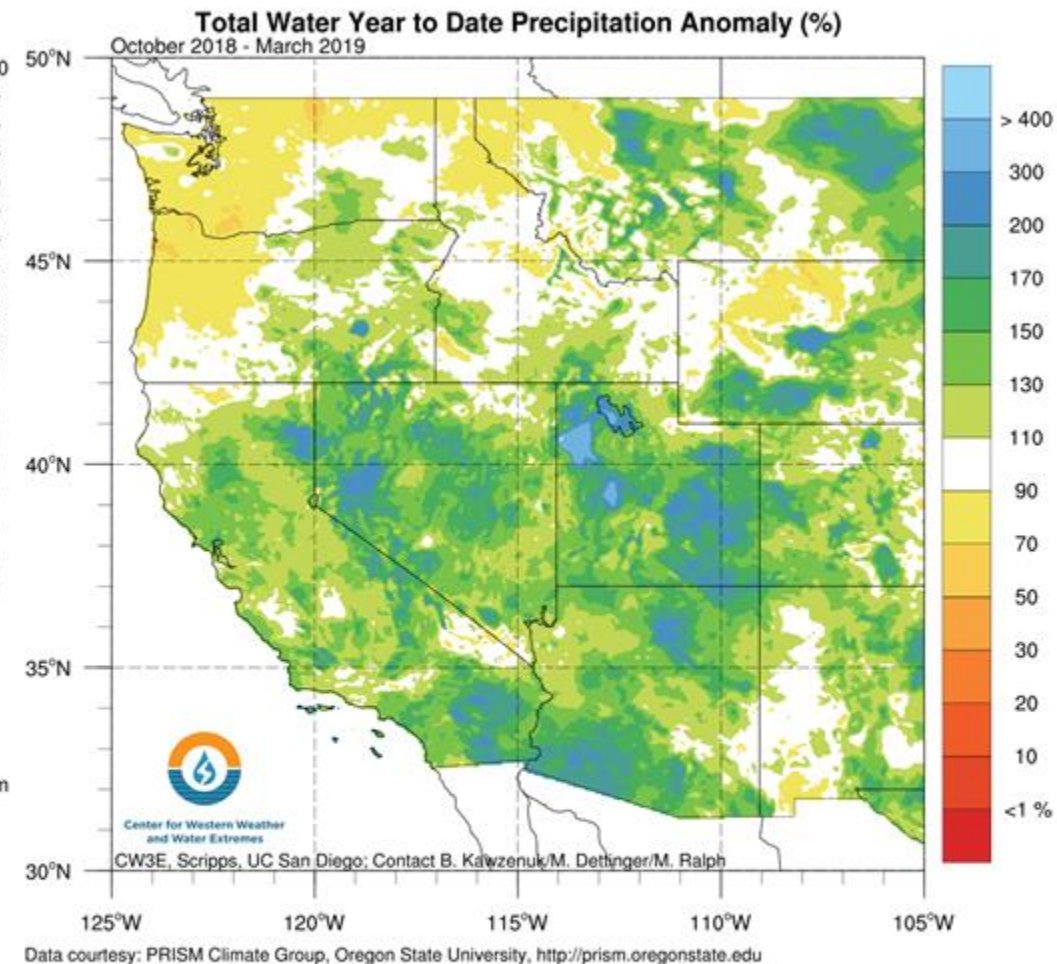 Total Water Year to Date Precipitation Anomaly (%)
October 2018 - March 2019
50°N
45°N
40°N
35°N
30°N
125°W
120°W
115°W
110°W
105°W
> 400
300
200
170
150
130
110
90
70
50
30
20
10
<1 %
0
m
Center for Western Weather
and Water Extremes
CW3E, Scripps, UC San Diego; Contact B. Kawzenuk/M. Dettinger/M. Ralph
Data courtesy: PRISM Climate Group, Oregon State University, http://prism.oregonstate.edu